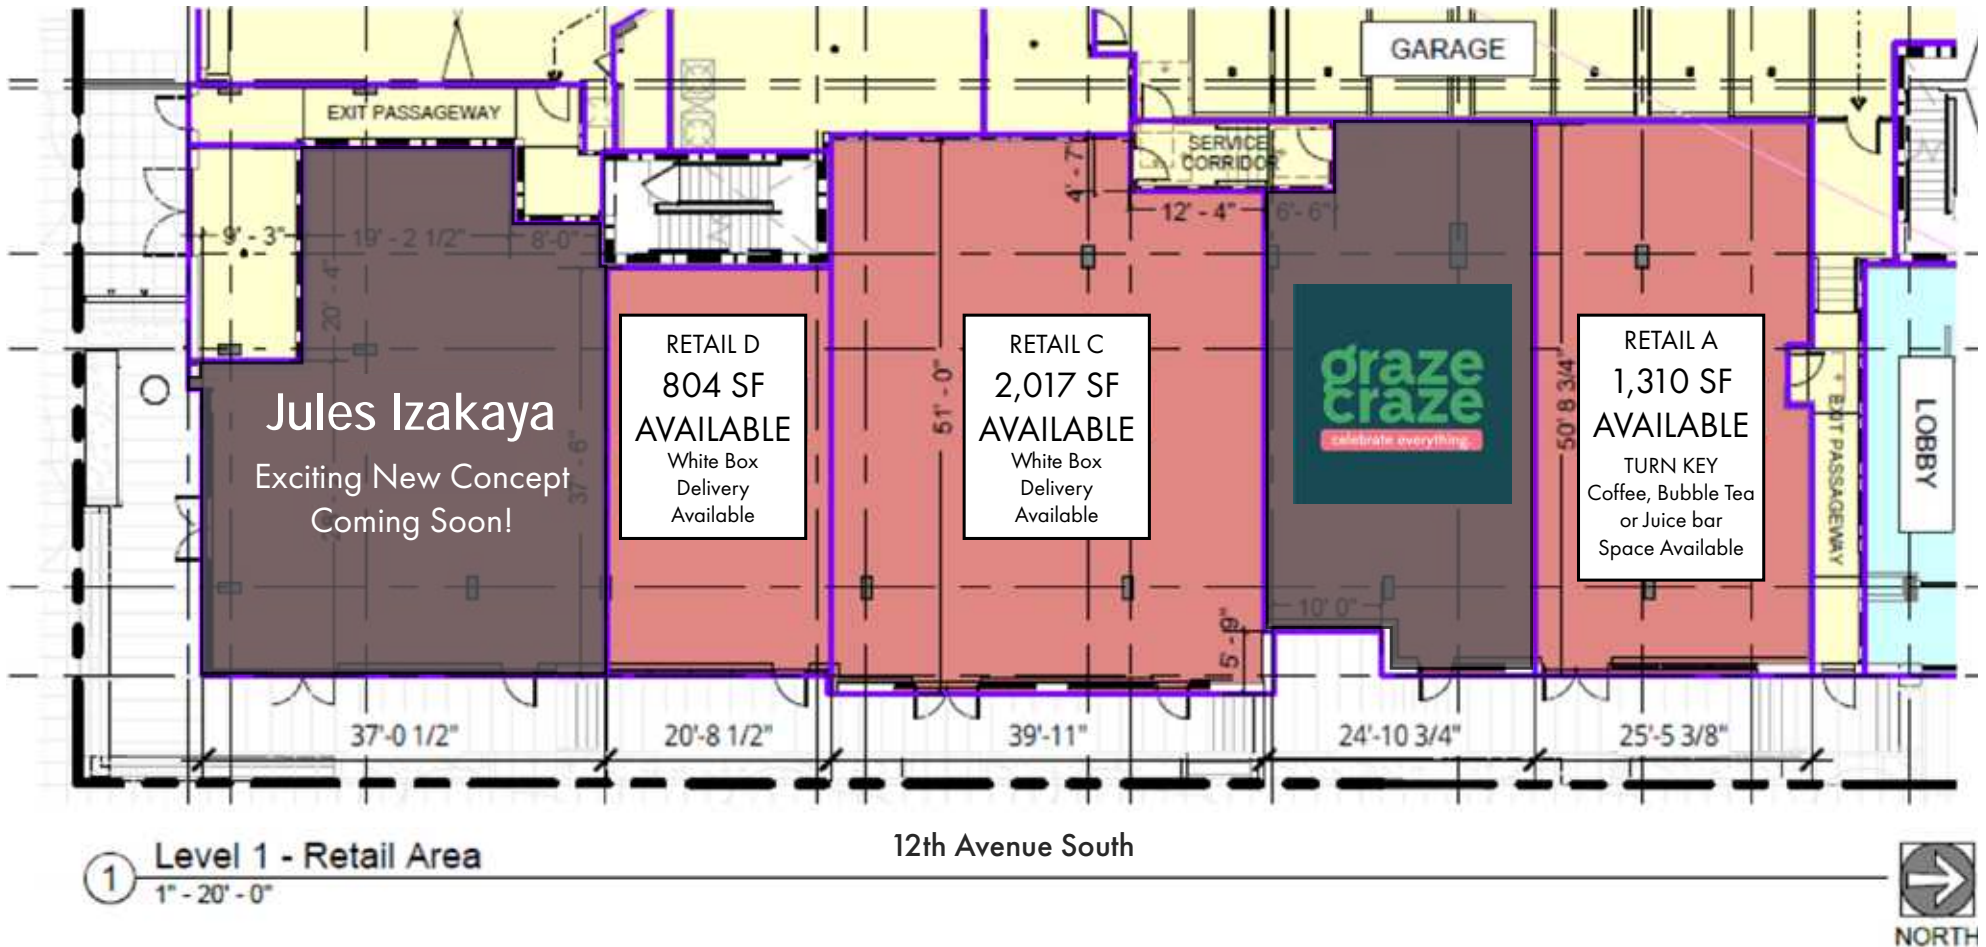 GARAGE
EXIT PASSAGEWAY
SERVICE
CORRIDOR
4' - 7"
12' - 4"
6'- 6"
9' - 3"
19' - 2 1/2"
8'-0"
20' - 4"
37' - 6"
51' - 0"
50' 8 3/4"
5' - 9"
10' 0"
Jules Izakaya
Exciting New Concept
Coming Soon!
RETAIL D
804 SF
AVAILABLE
White Box
Delivery
Available
RETAIL C
2,017 SF
AVAILABLE
White Box
Delivery
Available
graze
craze
celebrate everything.
RETAIL A
1,310 SF
AVAILABLE
TURN KEY
Coffee, Bubble Tea
or Juice bar
Space Available
EXIT PASSAGEWAY
LOBBY
37'-0 1/2"
20'-8 1/2"
39'-11"
24'-10 3/4"
25'-5 3/8"
12th Avenue South
1
Level 1 - Retail Area
1" - 20' - 0"
NORTH